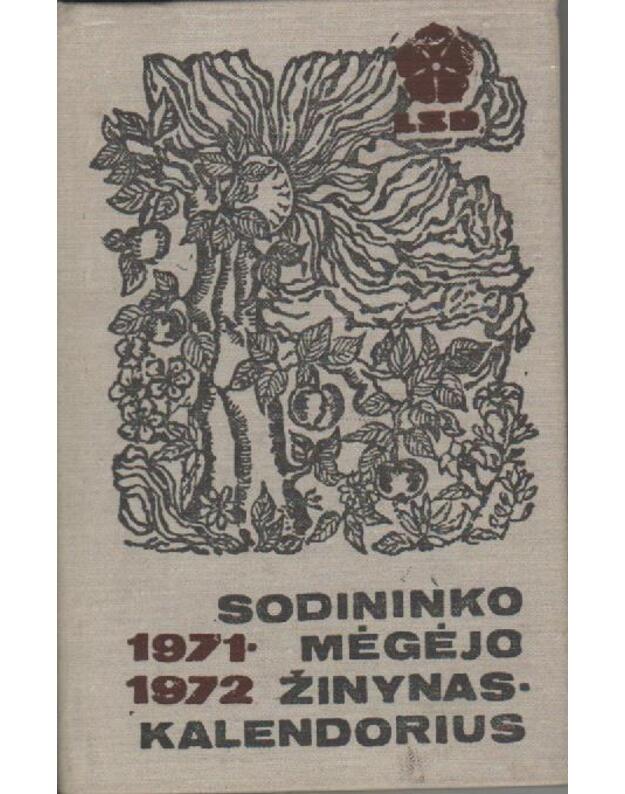 LSD
SODININKO
1971- MĖGĖJO
1972 ŽINYNAS-
KALENDORIUS